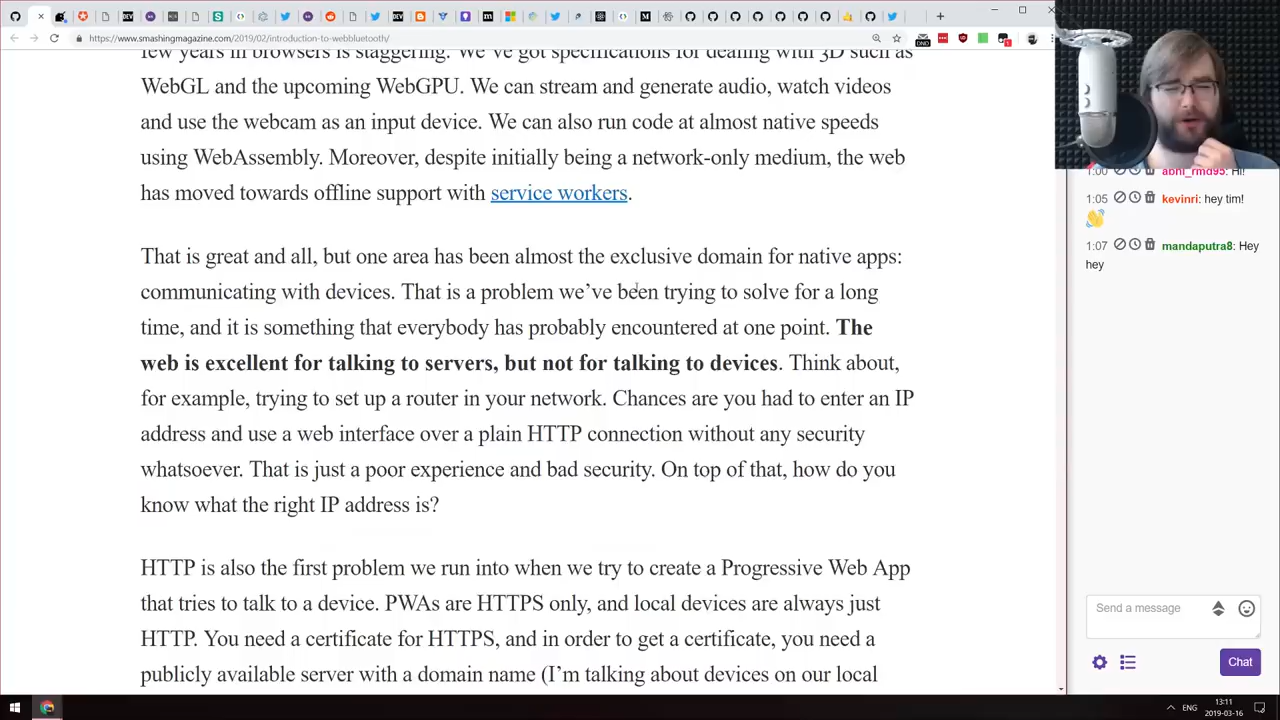 https://www.smashingmagazine.com/2019/02/introduction-to-webbluetooth/
few years in browsers is staggering. We've got specifications for dealing with 3D such as
WebGL and the upcoming WebGPU. We can stream and generate audio, watch videos
and use the webcam as an input device. We can also run code at almost native speeds
using WebAssembly. Moreover, despite initially being a network-only medium, the web
has moved towards offline support with service workers.
That is great and all, but one area has been almost the exclusive domain for native apps:
communicating with devices. That is a problem we've been trying to solve for a long
time, and it is something that everybody has probably encountered at one point. The
web is excellent for talking to servers, but not for talking to devices. Think about,
for example, trying to set up a router in your network. Chances are you had to enter an IP
address and use a web interface over a plain HTTP connection without any security
whatsoever. That is just a poor experience and bad security. On top of that, how do you
know what the right IP address is?
HTTP is also the first problem we run into when we try to create a Progressive Web App
that tries to talk to a device. PWAs are HTTPS only, and local devices are always just
HTTP. You need a certificate for HTTPS, and in order to get a certificate, you need a
publicly available server with a domain name (I'm talking about devices on our local
1:00 abhi_rmd95: Hi!
1:05 kevinri: hey tim!
1:07 mandaputra8: Hey
hey
Send a message
Chat
ENG
13:11
2019-03-16